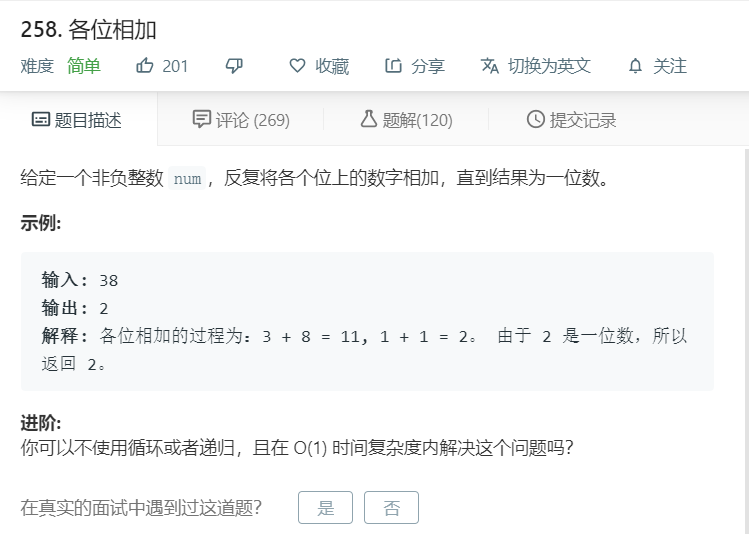 258. 各位相加
难度 简单 201 收藏 分享 切换为英文 关注
题目描述 评论 (269) 题解(120) 提交记录
给定一个非负整数 num，反复将各个位上的数字相加，直到结果为一位数。
示例:
输入: 38
输出: 2
解释: 各位相加的过程为：3 + 8 = 11, 1 + 1 = 2。 由于 2 是一位数，所以
返回 2。
进阶:
你可以不使用循环或者递归，且在 O(1) 时间复杂度内解决这个问题吗？
在真实的面试中遇到过这道题？ 是 否